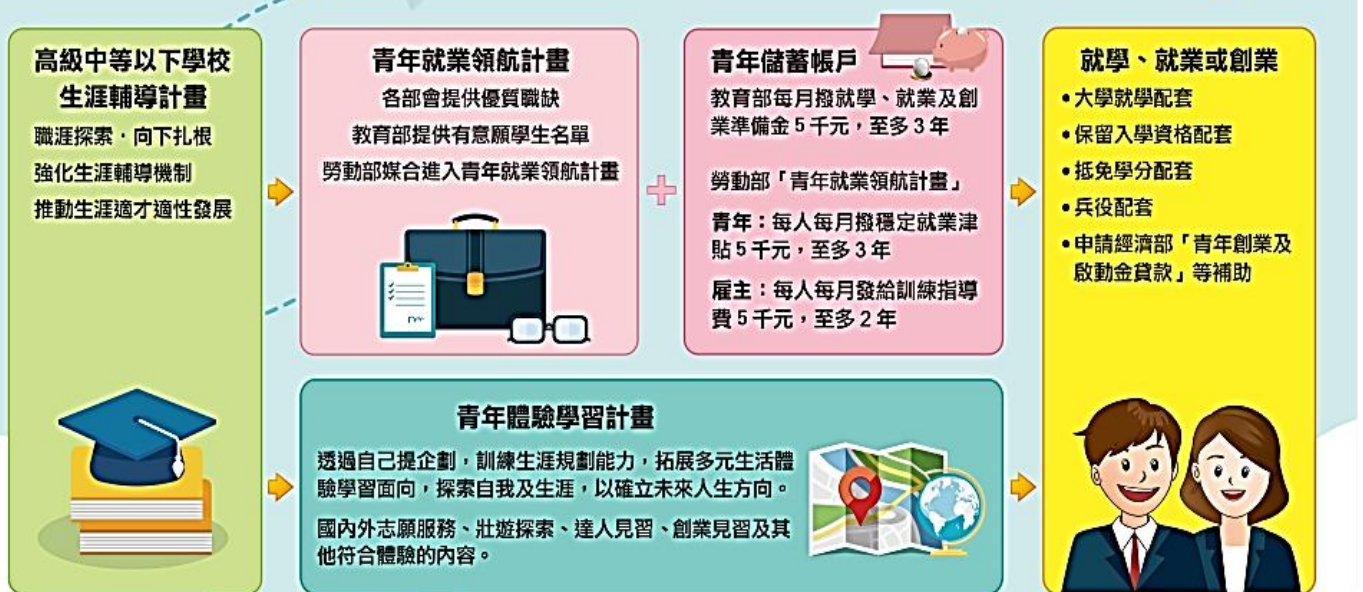 高級中等以下學校
生涯輔導計畫
職涯探索．向下扎根
強化生涯輔導機制
推動生涯適才適性發展
青年就業領航計畫
各部會提供優質職缺
教育部提供有意願學生名單
勞動部媒合進入青年就業領航計畫
青年儲蓄帳戶
教育部每月撥就學、就業及創
業準備金5千元，至多3年
勞動部「青年就業領航計畫」
青年：每人每月撥穩定就業津
貼5千元，至多3年
雇主：每人每月發給訓練指導
費5千元，至多2年
青年體驗學習計畫
透過自己提企劃，訓練生涯規劃能力，拓展多元生活體
驗學習面向，探索自我及生涯，以確立未來人生方向。
國內外志願服務、壯遊探索、達人見習、創業見習及其
他符合體驗的內容。
就學、就業或創業
•大學就學配套
•保留入學資格配套
•抵免學分配套
•兵役配套
•申請經濟部「青年創業及
啟動金貸款」等補助